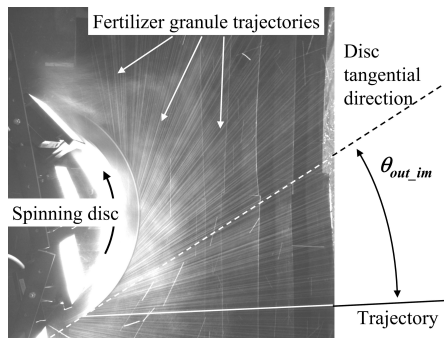 Fertilizer granule trajectories
Disc
tangential
direction
θout_im
Spinning disc
Trajectory